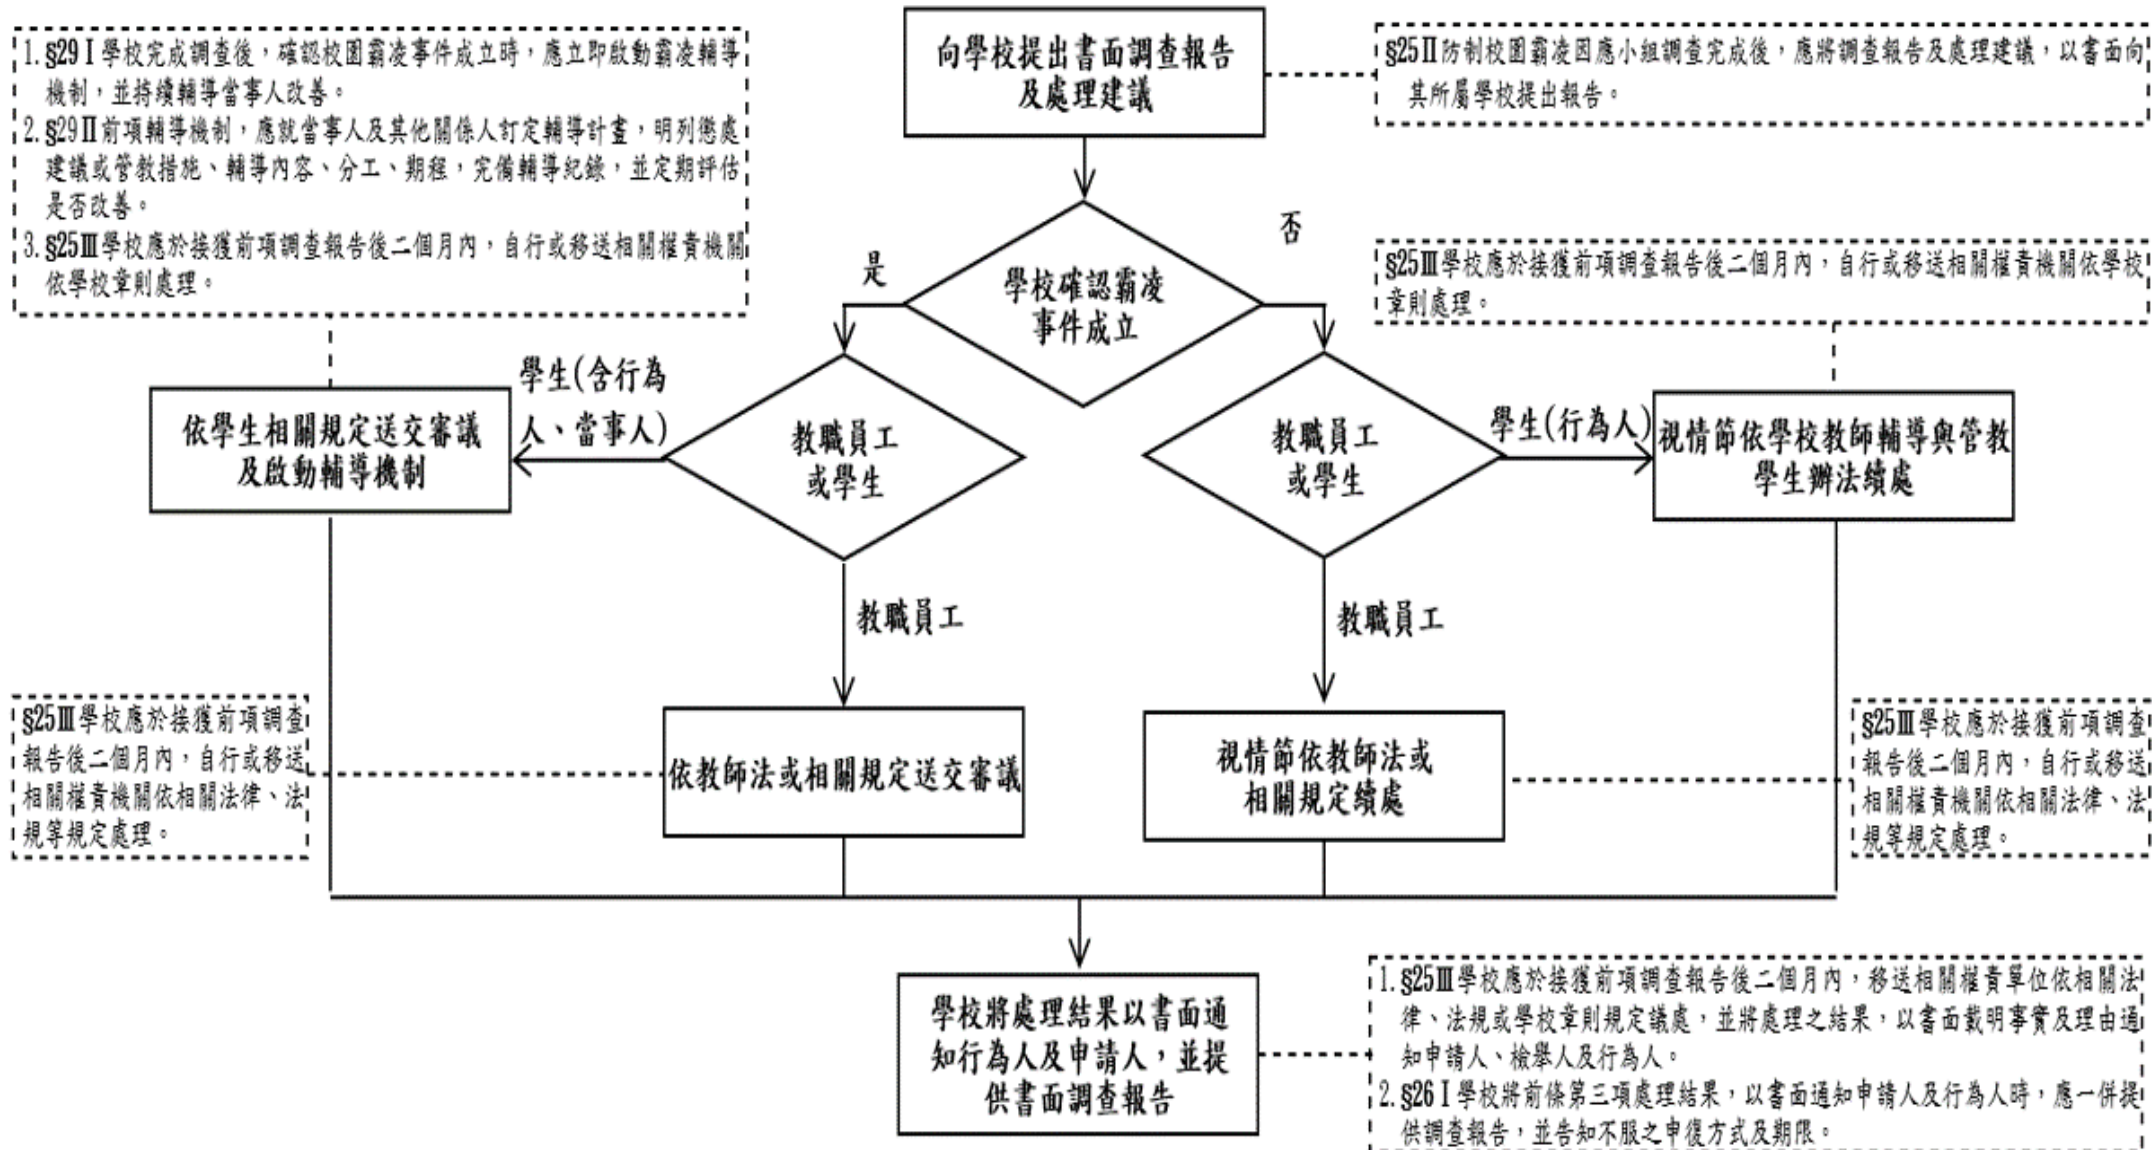 向學校提出書面調查報告
及處理建議
§25Ⅱ防制校園霸凌因應小組調查完成後，應將調查報告及處理建議，以書面向
其所屬學校提出報告。
1.§29Ⅰ學校完成調查後，確認校園霸凌事件成立時，應立即啟動霸凌輔導
機制，並持續輔導當事人改善。
2.§29Ⅱ前項輔導機制，應就當事人及其他關係人訂定輔導計畫，明列懲處
建議或管教措施、輔導內容、分工、期程，完備輔導紀錄，並定期評估
是否改善。
3.§25Ⅲ學校應於接獲前項調查報告後二個月內，自行或移送相關權責機關
依學校章則處理。
學校確認霸凌
事件成立
是
否
§25Ⅲ學校應於接獲前項調查報告後二個月內，自行或移送相關權責機關依學校
章則處理。
依學生相關規定送交審議
及啟動輔導機制
學生(含行為
人、當事人)
教職員工
或學生
教職員工
或學生
學生(行為人)
視情節依學校教師輔導與管教
學生辦法續處
教職員工
教職員工
§25Ⅲ學校應於接獲前項調查
報告後二個月內，自行或移送
相關權責機關依相關法律、法
規等規定處理。
依教師法或相關規定送交審議
視情節依教師法或
相關規定續處
§25Ⅲ學校應於接獲前項調查
報告後二個月內，自行或移送
相關權責機關依相關法律、法
規等規定處理。
學校將處理結果以書面通
知行為人及申請人，並提
供書面調查報告
1.§25Ⅲ學校應於接獲前項調查報告後二個月內，移送相關權責單位依相關法
律、法規或學校章則規定議處，並將處理之結果，以書面載明事實及理由通
知申請人、檢舉人及行為人。
2.§26Ⅰ學校將前條第三項處理結果，以書面通知申請人及行為人時，應一併提
供調查報告，並告知不服之申復方式及期限。